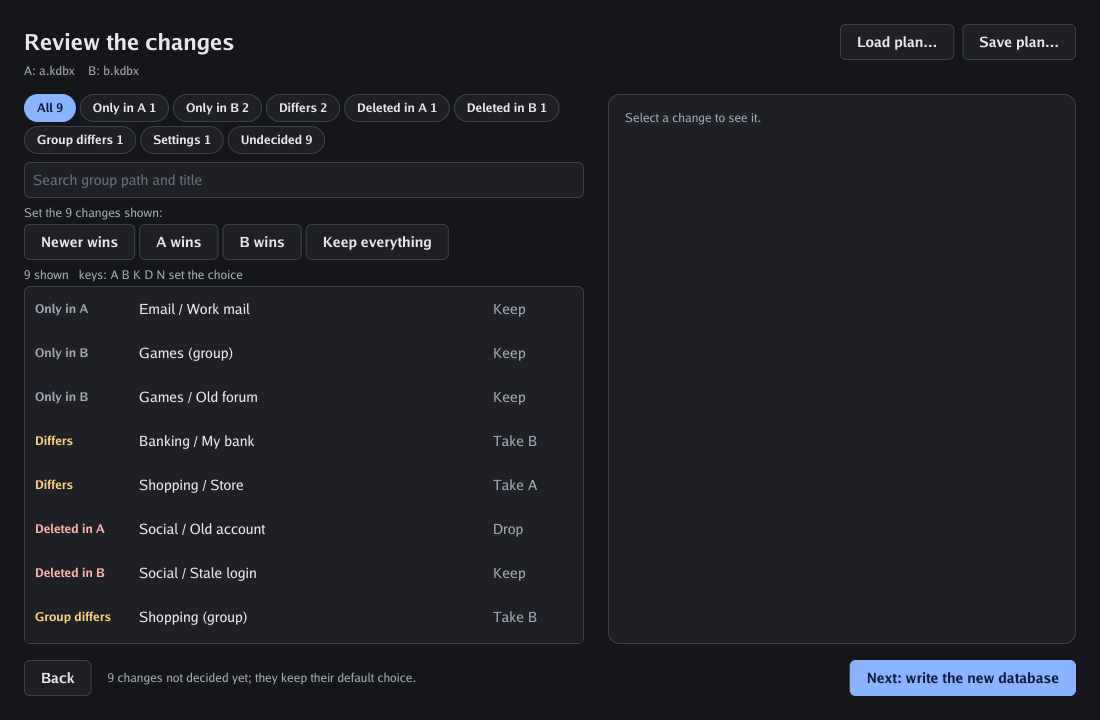 Review the changes
Load plan...
Save plan...
A: a.kdbx B: b.kdbx
All 9
Only in A 1
Only in B 2
Differs 2
Deleted in A 1
Deleted in B 1
Group differs 1
Settings 1
Undecided 9
Search group path and title
Set the 9 changes shown:
Newer wins
A wins
B wins
Keep everything
9 shown keys: A B K D N set the choice
Only in A Email / Work mail Keep
Only in B Games (group) Keep
Only in B Games / Old forum Keep
Differs Banking / My bank Take B
Differs Shopping / Store Take A
Deleted in A Social / Old account Drop
Deleted in B Social / Stale login Keep
Group differs Shopping (group) Take B
Select a change to see it.
Back
9 changes not decided yet; they keep their default choice.
Next: write the new database